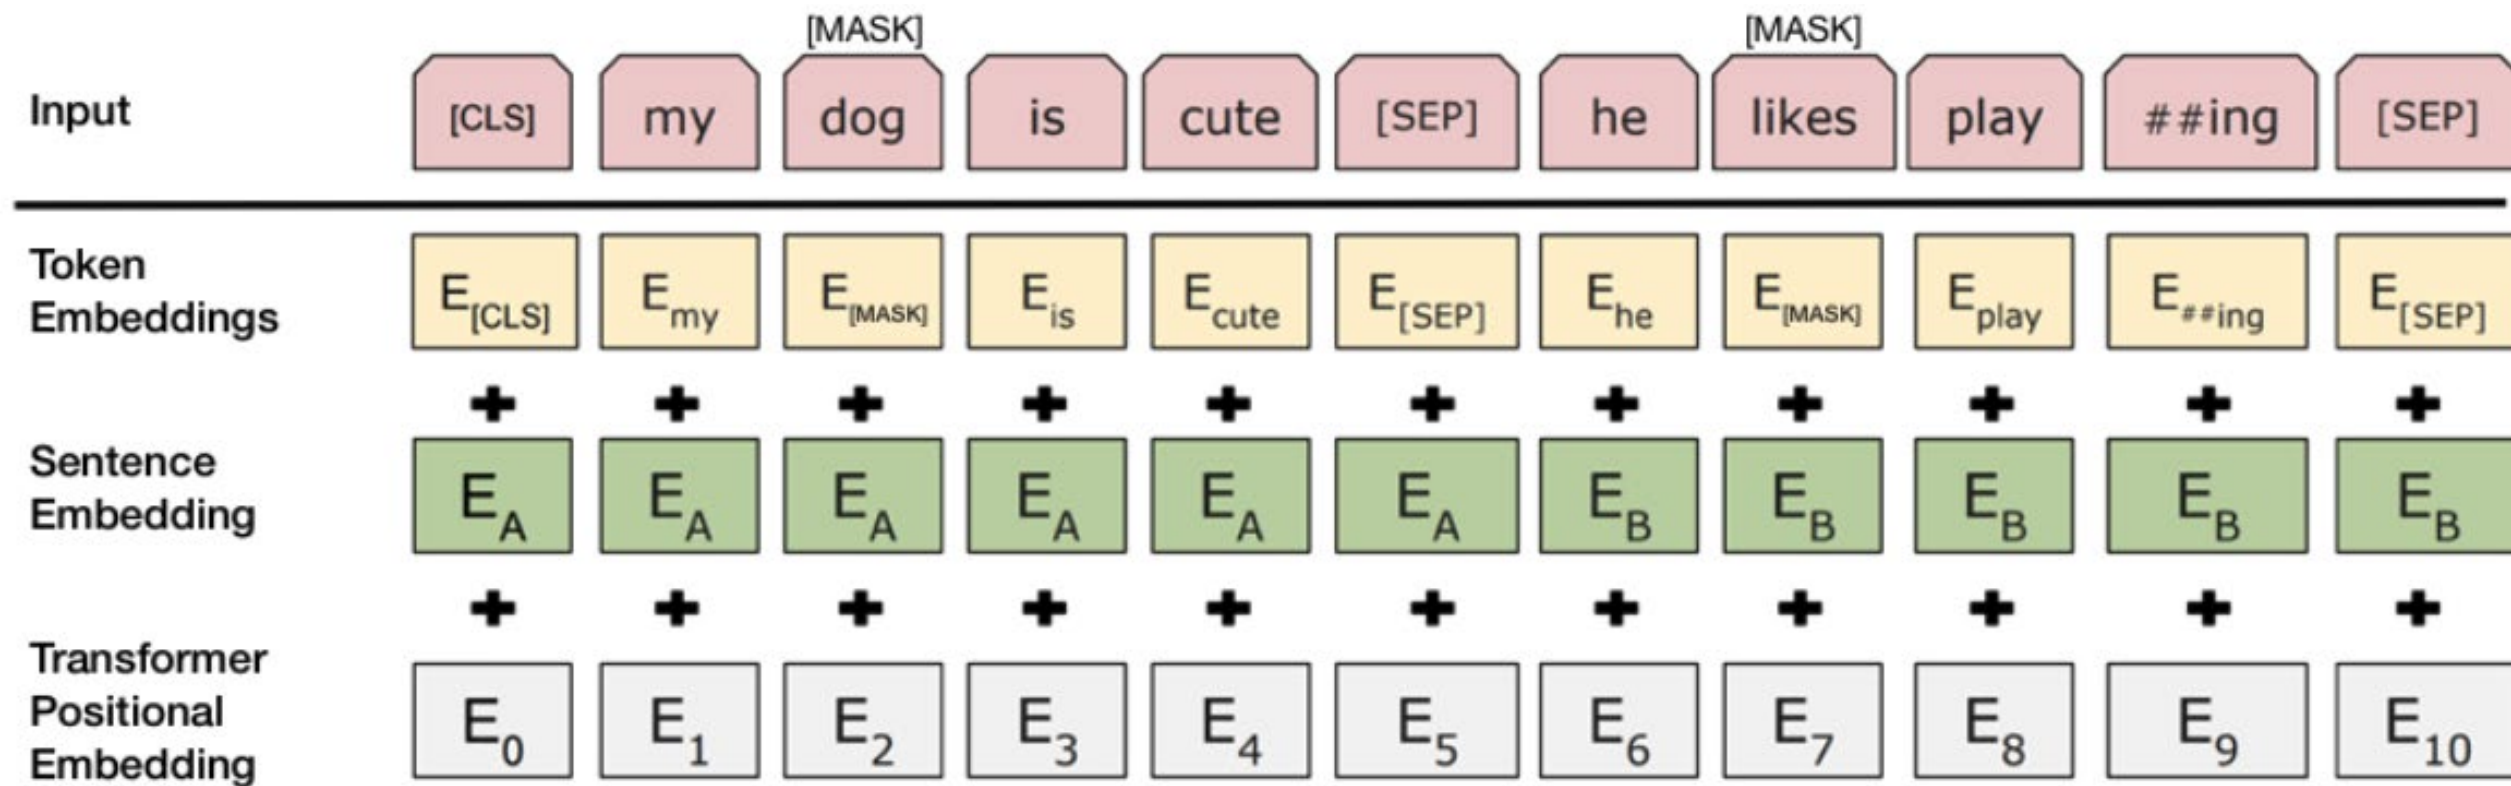 [MASK] [MASK]
Input [CLS] my dog is cute [SEP] he likes play ##ing [SEP]
Token
Embeddings
E[CLS] Emy E[MASK] Eis Ecute E[SEP] Ehe E[MASK] Eplay E##ing E[SEP]
+ + + + + + + + + + +
Sentence
Embedding
EA EA EA EA EA EA EB EB EB EB EB
+ + + + + + + + + + +
Transformer
Positional
Embedding
E0 E1 E2 E3 E4 E5 E6 E7 E8 E9 E10